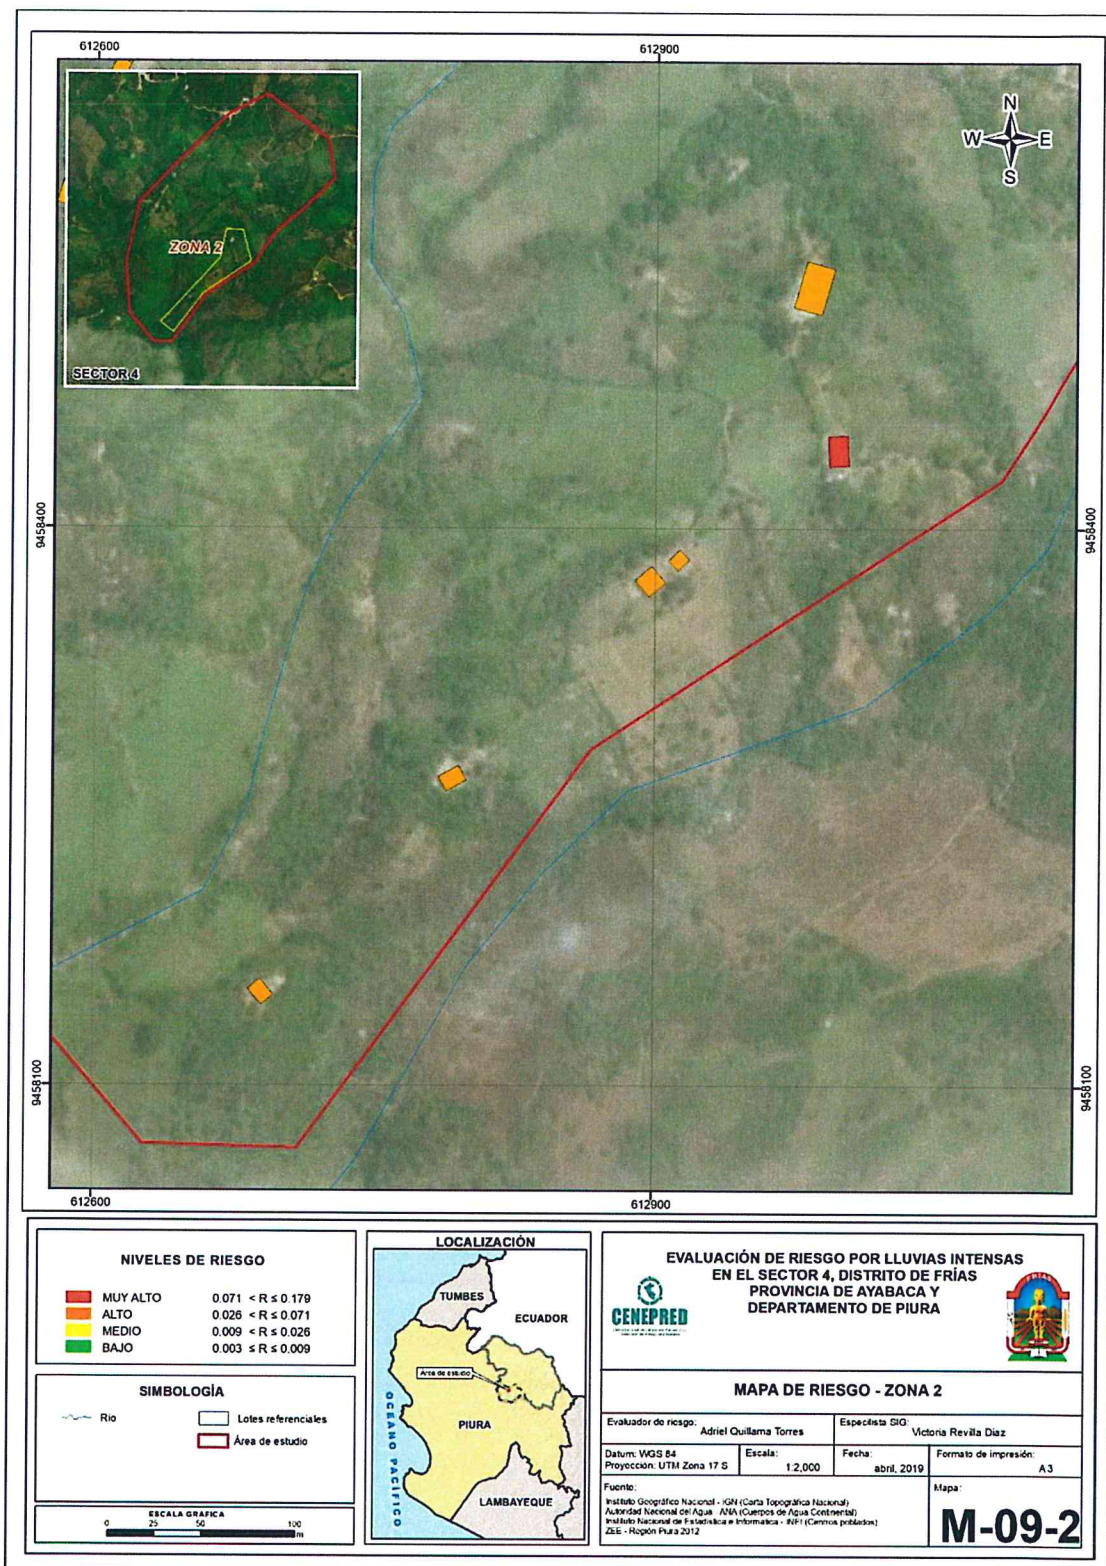 612600
612900
N
W
E
S
ZONA 2
SECTOR 4
9458400
9458400
9458100
9458100
612600
612900
NIVELES DE RIESGO
MUY ALTO 0.071 < R ≤ 0.179
ALTO 0.026 < R ≤ 0.071
MEDIO 0.009 < R ≤ 0.026
BAJO 0.003 ≤ R ≤ 0.009
SIMBOLOGÍA
Río
Lotes referenciales
Área de estudio
ESCALA GRAFICA
0 25 50 100
m
LOCALIZACIÓN
TUMBES
ECUADOR
Área de estudio
PIURA
OCEANO PACIFICO
LAMBAYEQUE
EVALUACIÓN DE RIESGO POR LLUVIAS INTENSAS
EN EL SECTOR 4, DISTRITO DE FRÍAS
PROVINCIA DE AYABACA Y
DEPARTAMENTO DE PIURA
CENEPRED
FRIAS
MAPA DE RIESGO - ZONA 2
Evaluador de riesgo:
Adriel Quillama Torres
Especilista SIG:
Victoria Revilla Diaz
Datum: WGS 84
Proyección: UTM Zona 17 S
Escala:
1:2,000
Fecha:
abril, 2019
Formato de impresión:
A3
Fuente:
Instituto Geográfico Nacional - IGN (Carta Topográfica Nacional)
Autoridad Nacional del Agua - ANA (Cuerpos de Agua Continental)
Instituto Nacional de Estadística e Informatica - INEI (Centros poblados)
ZEE - Región Piura 2012
Mapa:
M-09-2